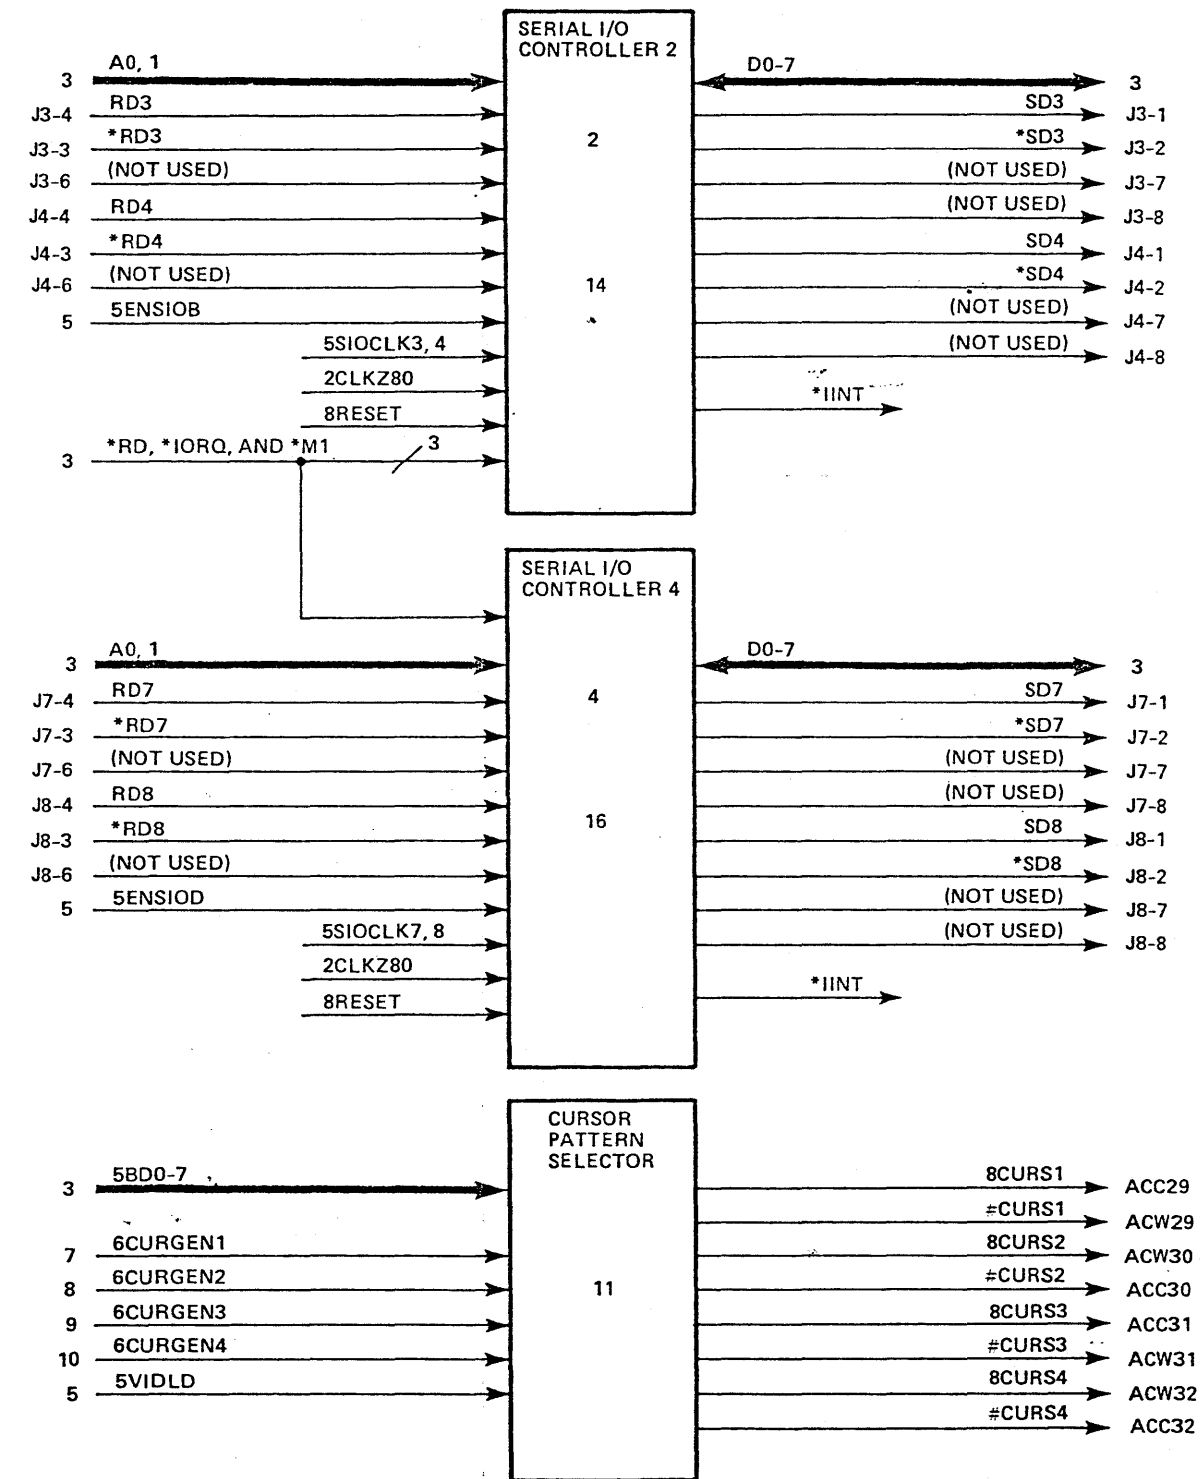 SERIAL I/O
CONTROLLER 2
A0, 1
D0-7
3
3
J3-4 RD3
SD3 J3-1
J3-3 *RD3
2
*SD3 J3-2
J3-6 (NOT USED)
(NOT USED) J3-7
J4-4 RD4
(NOT USED) J3-8
J4-3 *RD4
SD4 J4-1
J4-6 (NOT USED)
14
*SD4 J4-2
5 5ENSIOB
(NOT USED) J4-7
5SIOCLK3, 4
(NOT USED) J4-8
2CLKZ80
*IINT
8RESET
3 *RD, *IORQ, AND *M1 3
SERIAL I/O
CONTROLLER 4
A0, 1
D0-7
3
3
J7-4 RD7
4
SD7 J7-1
J7-3 *RD7
*SD7 J7-2
J7-6 (NOT USED)
(NOT USED) J7-7
J8-4 RD8
(NOT USED) J7-8
J8-3 *RD8
16
SD8 J8-1
J8-6 (NOT USED)
*SD8 J8-2
5 5ENSIOD
(NOT USED) J8-7
5SIOCLK7, 8
(NOT USED) J8-8
2CLKZ80
*IINT
8RESET
CURSOR
PATTERN
SELECTOR
3 5BD0-7
8CURS1 ACC29
#CURS1 ACW29
7 6CURGEN1
8CURS2 ACW30
8 6CURGEN2
11
#CURS2 ACC30
9 6CURGEN3
8CURS3 ACC31
10 6CURGEN4
#CURS3 ACW31
5 5VIDLD
8CURS4 ACW32
#CURS4 ACC32